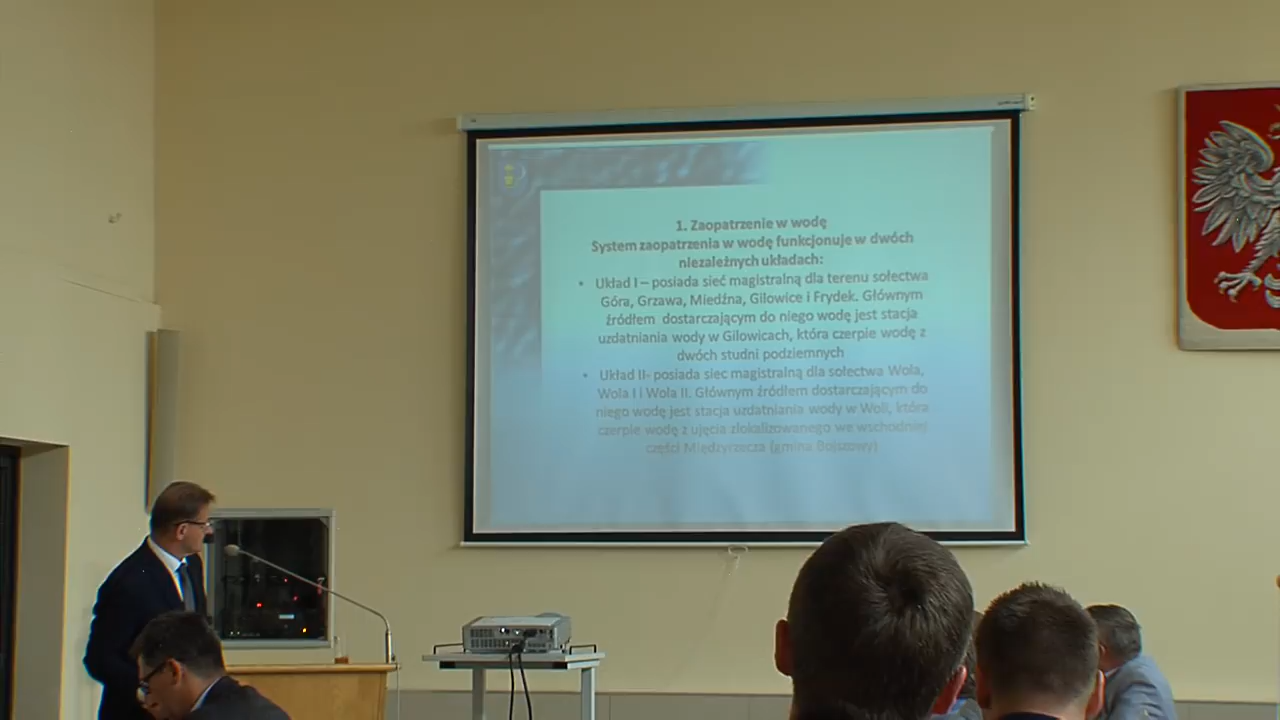 1. Zaopatrzenie w wodę
System zaopatrzenia w wodę funkcjonuje w dwóch
niezależnych układach:
• Układ I – posiada sieć magistralną dla terenu sołectwa
Góra, Grzawa, Miedźna, Gilowice i Frydek. Głównym
źródłem dostarczającym do niego wodę jest stacja
uzdatniania wody w Gilowicach, która czerpie wodę z
dwóch studni podziemnych
• Układ II- posiada siec magistralną dla sołectwa Wola,
Wola I i Wola II. Głównym źródłem dostarczającym do
niego wodę jest stacja uzdatniania wody w Woli, która
czerpie wodę z ujęcia zlokalizowanego we wschodniej
części Międzyrzecza (gmina Bojszowy)